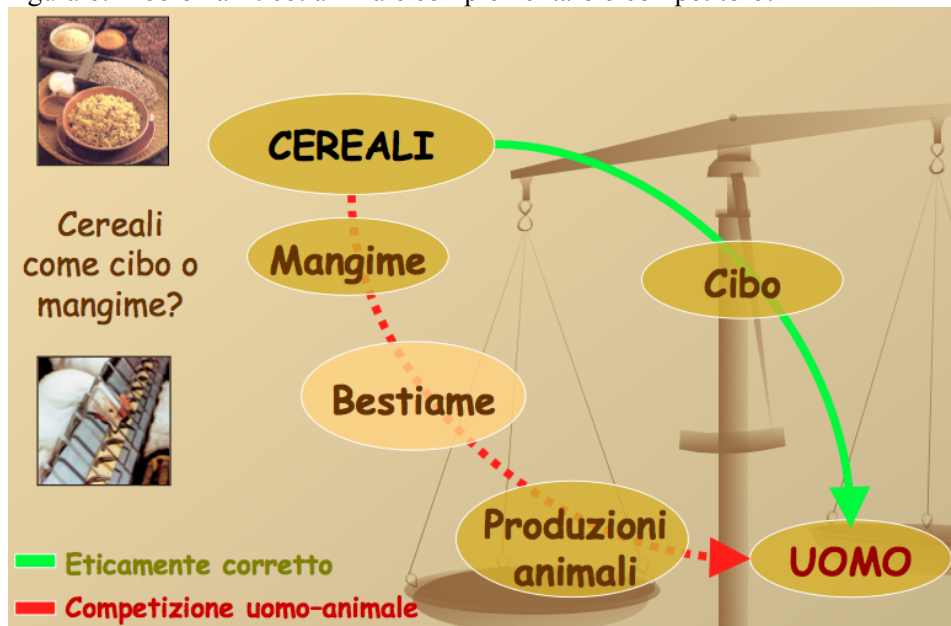 CEREALI
Cereali
come cibo o
mangime?
Mangime
Cibo
Bestiame
Produzioni
animali
UOMO
Eticamente corretto
Competizione uomo-animale